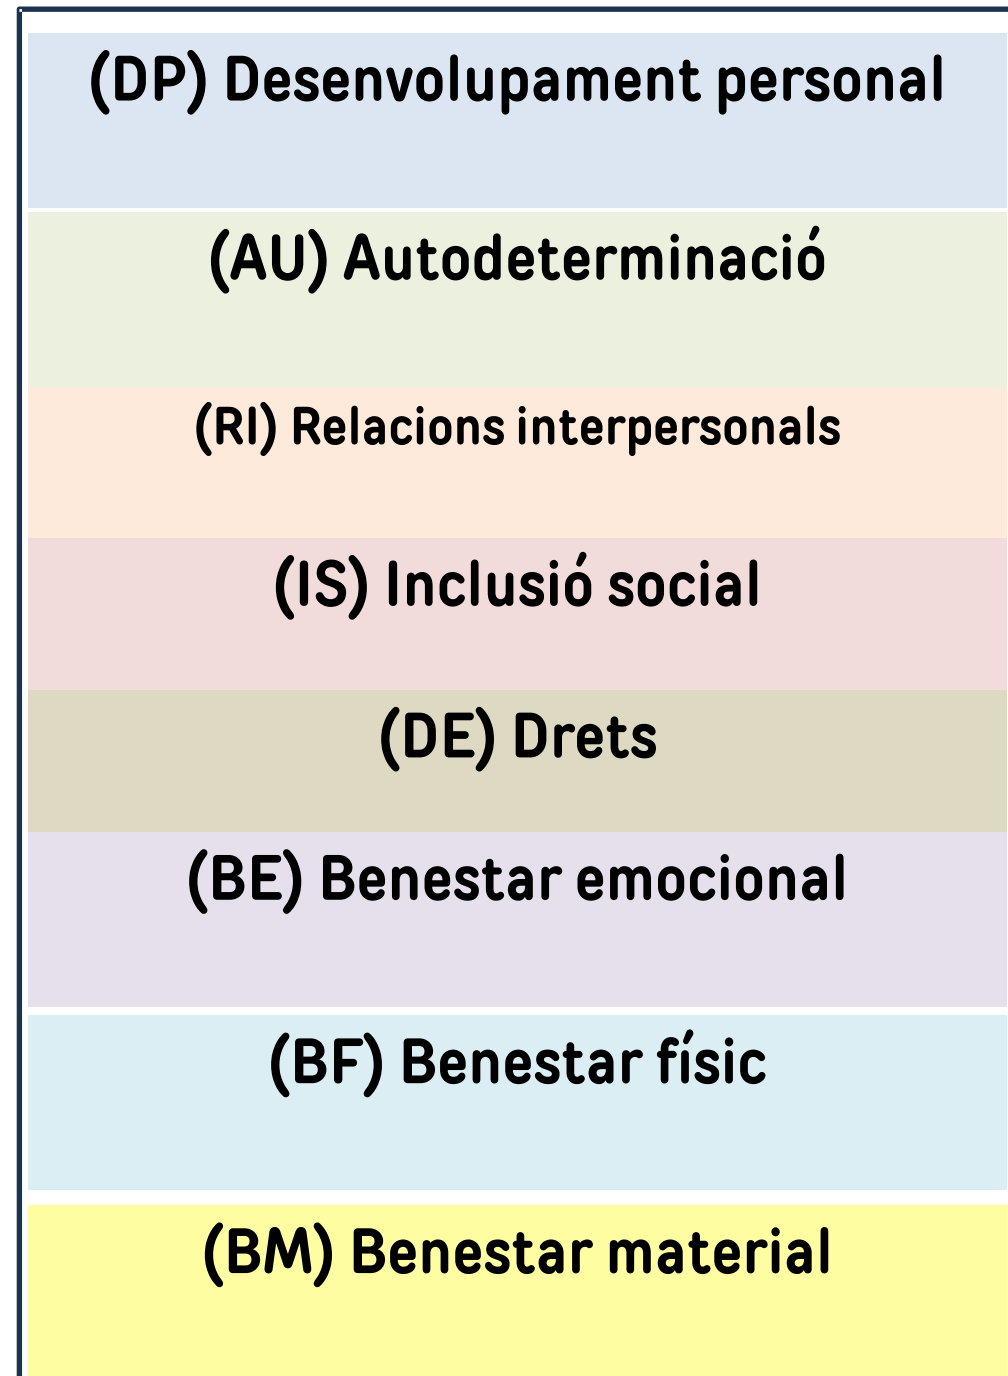 (DP) Desenvolupament personal
(AU) Autodeterminació
(RI) Relacions interpersonals
(IS) Inclusió social
(DE) Drets
(BE) Benestar emocional
(BF) Benestar físic
(BM) Benestar material